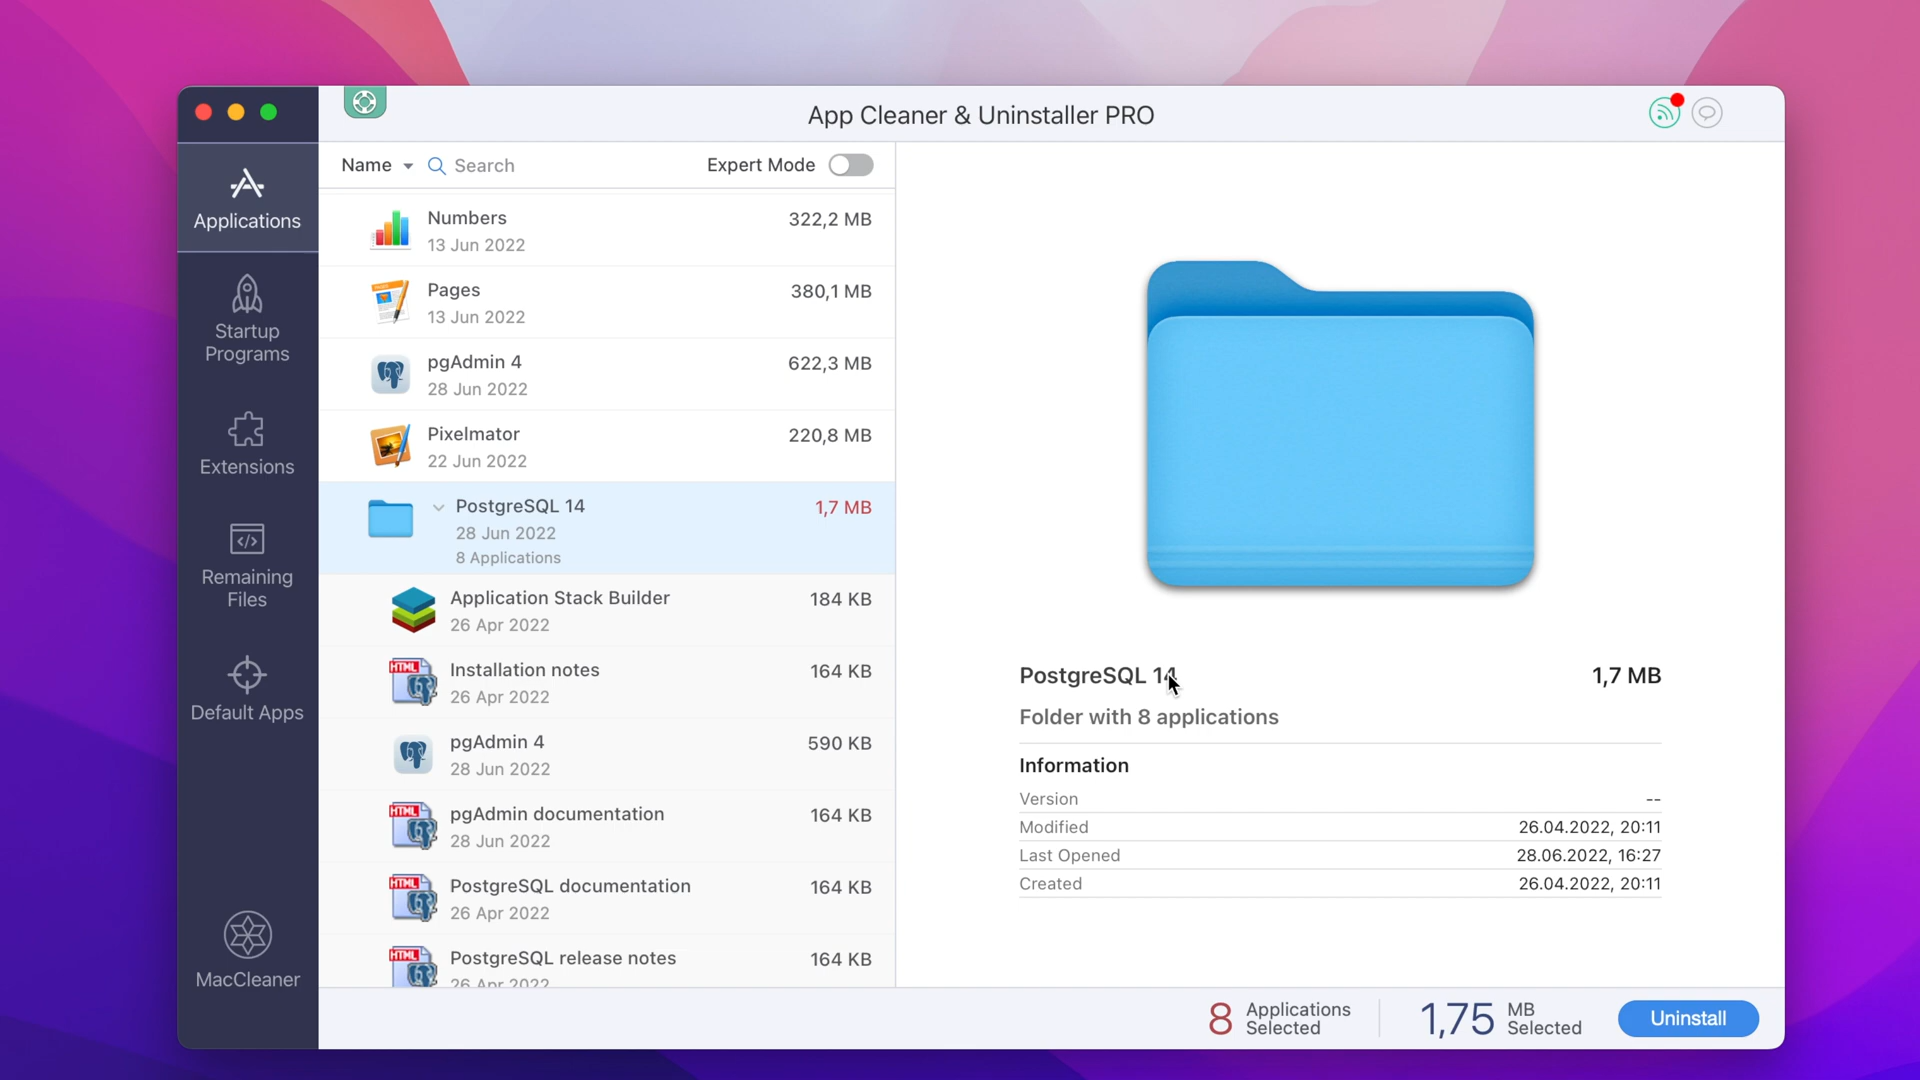 App Cleaner & Uninstaller PRO
Applications
Startup
Programs
Extensions
Remaining
Files
Default Apps
MacCleaner
Name Search Expert Mode
Numbers 322,2 MB
13 Jun 2022
Pages 380,1 MB
13 Jun 2022
pgAdmin 4 622,3 MB
28 Jun 2022
Pixelmator 220,8 MB
22 Jun 2022
PostgreSQL 14 1,7 MB
28 Jun 2022
8 Applications
Application Stack Builder 184 KB
26 Apr 2022
HTML
Installation notes 164 KB
26 Apr 2022
pgAdmin 4 590 KB
28 Jun 2022
HTML
pgAdmin documentation 164 KB
28 Jun 2022
HTML
PostgreSQL documentation 164 KB
26 Apr 2022
HTML
PostgreSQL release notes 164 KB
26 Apr 2022
PostgreSQL 14 1,7 MB
Folder with 8 applications
Information
Version --
Modified 26.04.2022, 20:11
Last Opened 28.06.2022, 16:27
Created 26.04.2022, 20:11
8 Applications
Selected
1,75 MB
Selected
Uninstall